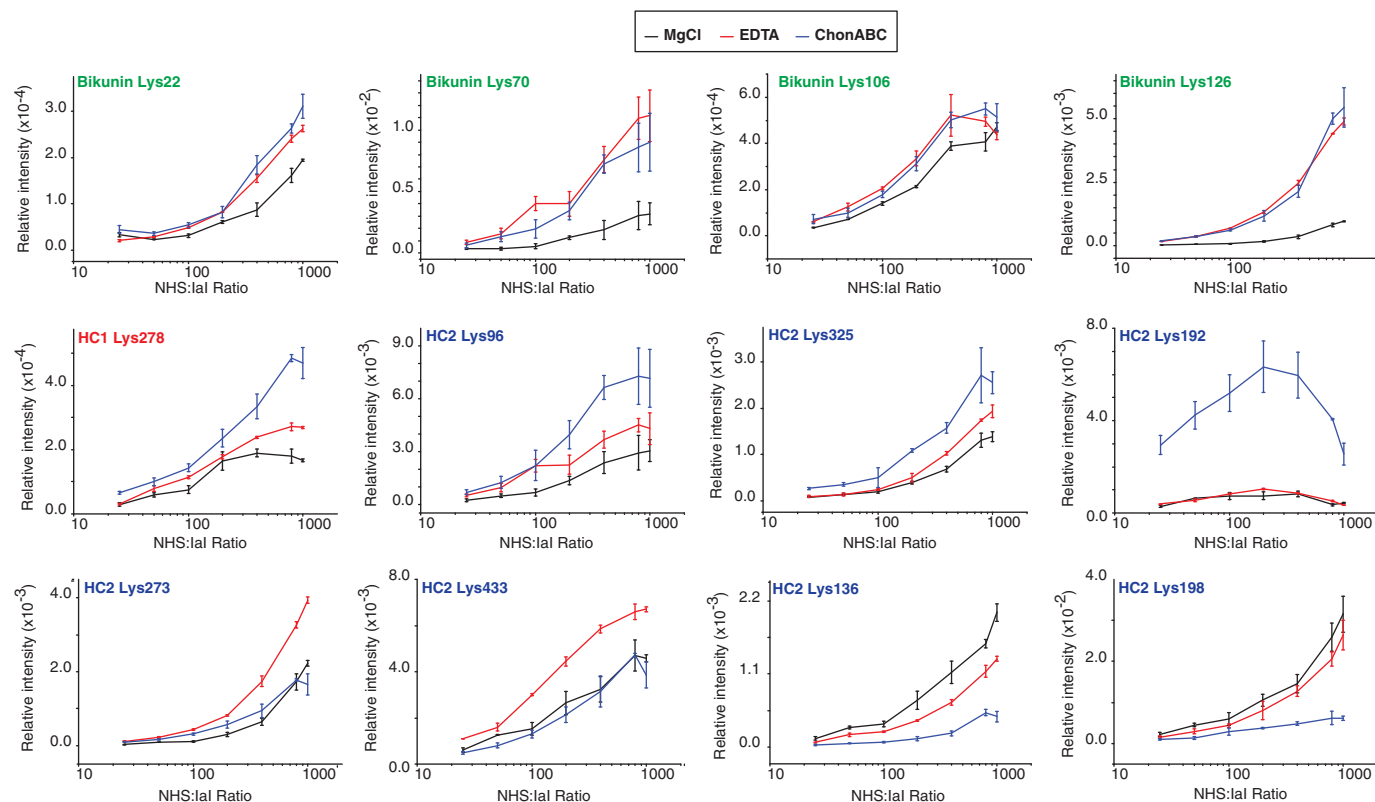 MgCl EDTA ChonABC
Bikunin Lys22
Relative intensity (x10-4)
3.0
2.0
1.0
0.0
10 100 1000
NHS:IaI Ratio
Bikunin Lys70
Relative intensity (x10-2)
1.0
0.5
0.0
10 100 1000
NHS:IaI Ratio
Bikunin Lys106
Relative intensity (x10-4)
6.0
4.0
2.0
0.0
10 100 1000
NHS:IaI Ratio
Bikunin Lys126
Relative intensity (x10-3)
5.0
2.5
0.0
10 100 1000
NHS:IaI Ratio
HC1 Lys278
Relative intensity (x10-4)
4.0
2.0
0.0
10 100 1000
NHS:IaI Ratio
HC2 Lys96
Relative intensity (x10-3)
9.0
6.0
3.0
0.0
10 100 1000
NHS:IaI Ratio
HC2 Lys325
Relative intensity (x10-3)
3.0
2.0
1.0
0.0
10 100 1000
NHS:IaI Ratio
HC2 Lys192
Relative intensity (x10-3)
8.0
6.0
4.0
2.0
0.0
10 100 1000
NHS:IaI Ratio
HC2 Lys273
Relative intensity (x10-3)
4.0
2.0
0.0
10 100 1000
NHS:IaI Ratio
HC2 Lys433
Relative intensity (x10-3)
8.0
4.0
0.0
10 100 1000
NHS:IaI Ratio
HC2 Lys136
Relative intensity (x10-3)
2.2
1.1
0.0
10 100 1000
NHS:IaI Ratio
HC2 Lys198
Relative intensity (x10-2)
4.0
2.0
0.0
10 100 1000
NHS:IaI Ratio